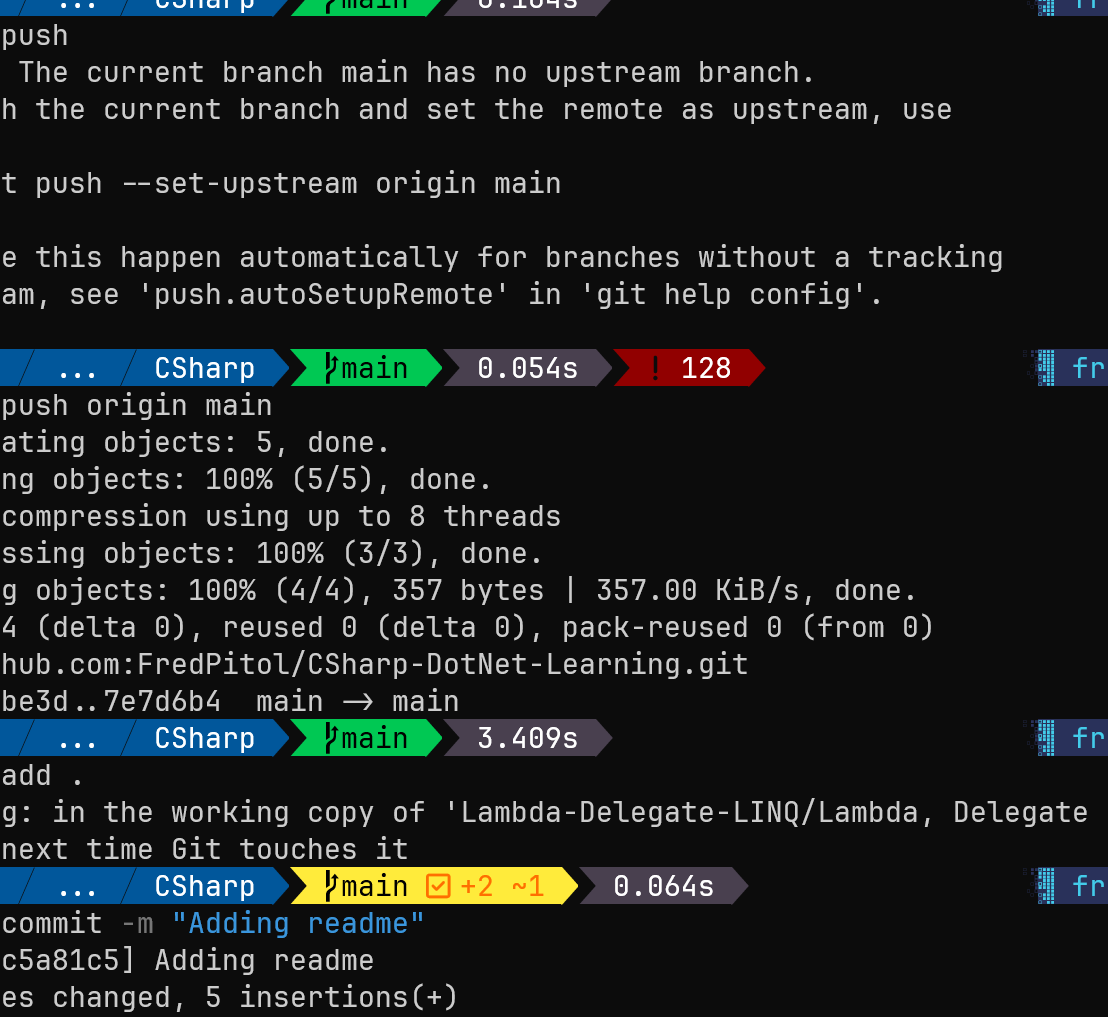 ... CSharp main 0.184s fr
push
The current branch main has no upstream branch.
h the current branch and set the remote as upstream, use
t push --set-upstream origin main
e this happen automatically for branches without a tracking
am, see 'push.autoSetupRemote' in 'git help config'.
... CSharp main 0.054s ! 128 fr
push origin main
ating objects: 5, done.
ng objects: 100% (5/5), done.
compression using up to 8 threads
ssing objects: 100% (3/3), done.
g objects: 100% (4/4), 357 bytes | 357.00 KiB/s, done.
4 (delta 0), reused 0 (delta 0), pack-reused 0 (from 0)
hub.com:FredPitol/CSharp-DotNet-Learning.git
be3d..7e7d6b4  main -> main
... CSharp main 3.409s fr
add .
g: in the working copy of 'Lambda-Delegate-LINQ/Lambda, Delegate
next time Git touches it
... CSharp main +2 ~1 0.064s fr
commit -m "Adding readme"
c5a81c5] Adding readme
es changed, 5 insertions(+)